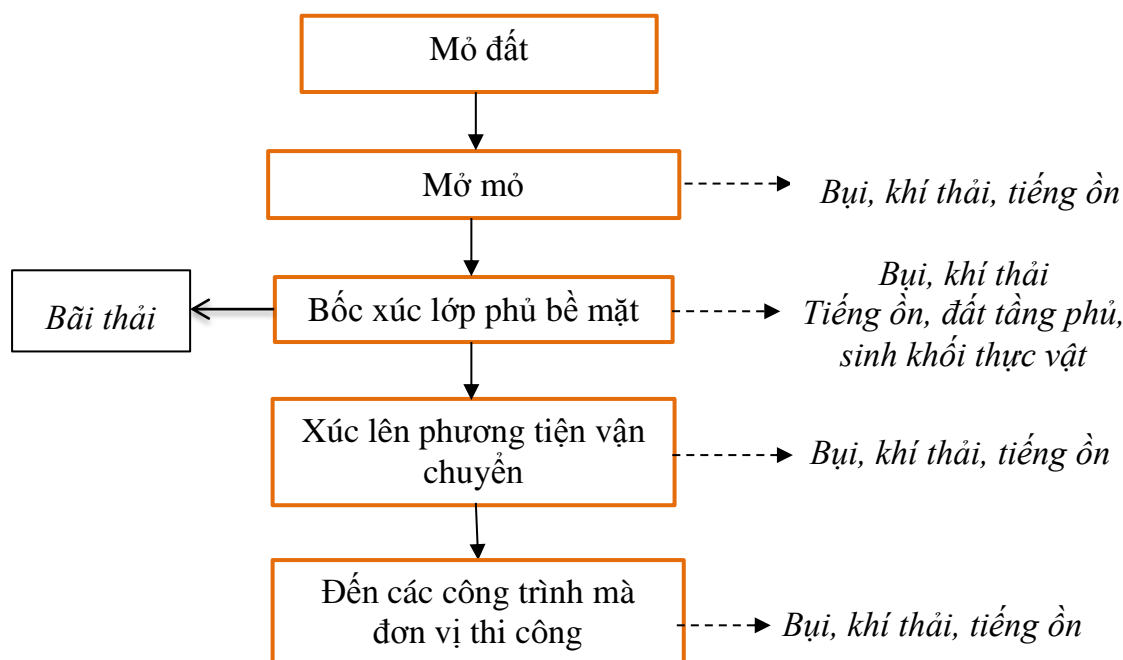 Mỏ đất
Mở mỏ
Bụi, khí thải, tiếng ồn
Bãi thải
Bốc xúc lớp phủ bề mặt
Bụi, khí thải
Tiếng ồn, đất tầng phủ,
sinh khối thực vật
Xúc lên phương tiện vận
chuyển
Bụi, khí thải, tiếng ồn
Đến các công trình mà
đơn vị thi công
Bụi, khí thải, tiếng ồn